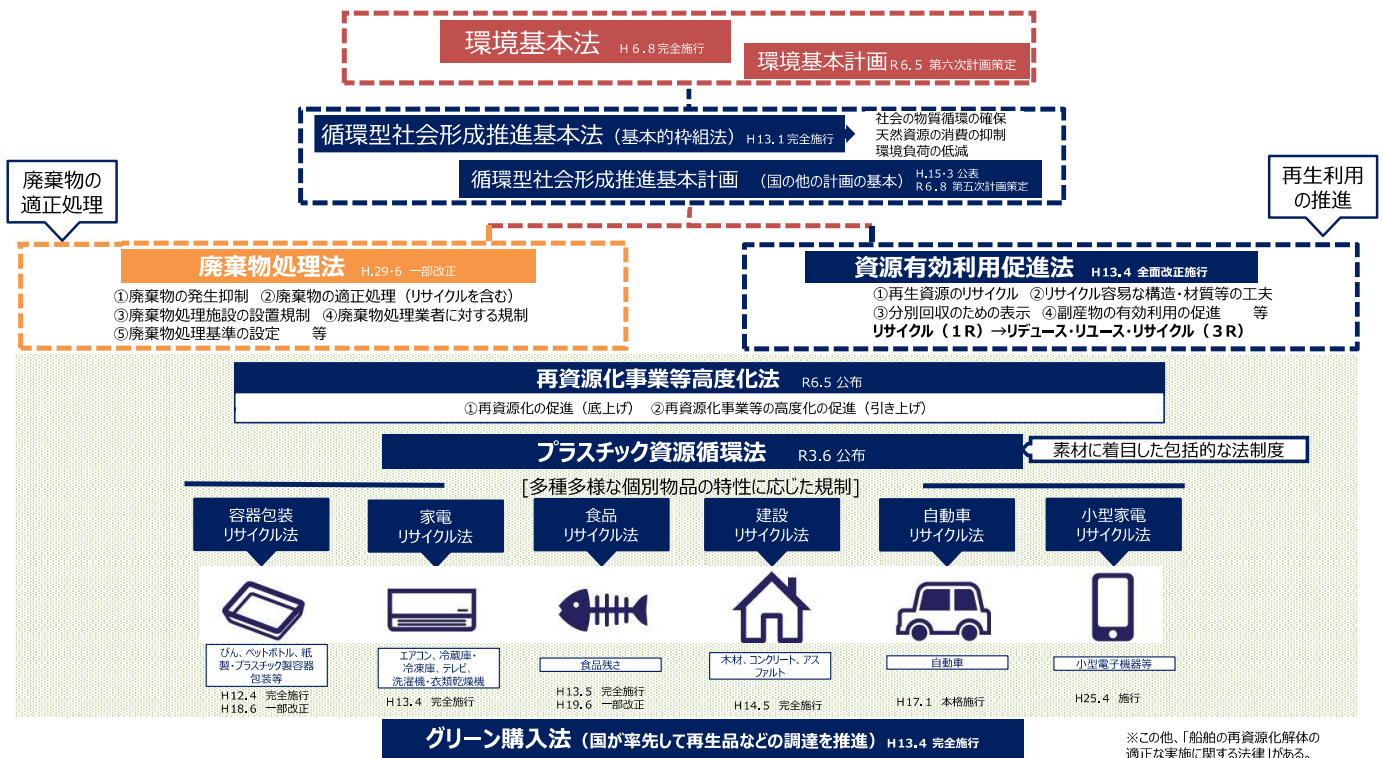 環境基本法 H6.8完全施行
環境基本計画 R6.5 第六次計画策定
循環型社会形成推進基本法（基本的枠組法）H13.1完全施行
社会の物質循環の確保
天然資源の消費の抑制
環境負荷の低減
循環型社会形成推進基本計画 （国の他の計画の基本） H.15・3 公表
R6.8 第五次計画策定
廃棄物の
適正処理
再生利用
の推進
廃棄物処理法 H.29・6 一部改正
①廃棄物の発生抑制 ②廃棄物の適正処理（リサイクルを含む）
③廃棄物処理施設の設置規制 ④廃棄物処理業者に対する規制
⑤廃棄物処理基準の設定 等
資源有効利用促進法 H13.4 全面改正施行
①再生資源のリサイクル ②リサイクル容易な構造・材質等の工夫
③分別回収のための表示 ④副産物の有効利用の促進 等
リサイクル（1R）→リデュース・リユース・リサイクル（3R）
再資源化事業等高度化法 R6.5 公布
①再資源化の促進（底上げ） ②再資源化事業等の高度化の促進（引き上げ）
プラスチック資源循環法 R3.6 公布
素材に着目した包括的な法制度
[多種多様な個別物品の特性に応じた規制]
容器包装
リサイクル法
家電
リサイクル法
食品
リサイクル法
建設
リサイクル法
自動車
リサイクル法
小型家電
リサイクル法
びん、ペットボトル、紙
製・プラスチック製容器
包装等
エアコン、冷蔵庫・
冷凍庫、テレビ、
洗濯機・衣類乾燥機
食品残さ
木材、コンクリート、アス
ファルト
自動車
小型電子機器等
H12.4 完全施行
H18.6 一部改正
H13.4 完全施行
H13.5 完全施行
H19.6 一部改正
H14.5 完全施行
H17.1 本格施行
H25.4 施行
グリーン購入法（国が率先して再生品などの調達を推進）H13.4 完全施行
※この他、「船舶の再資源化解体の
適正な実施に関する法律」がある。